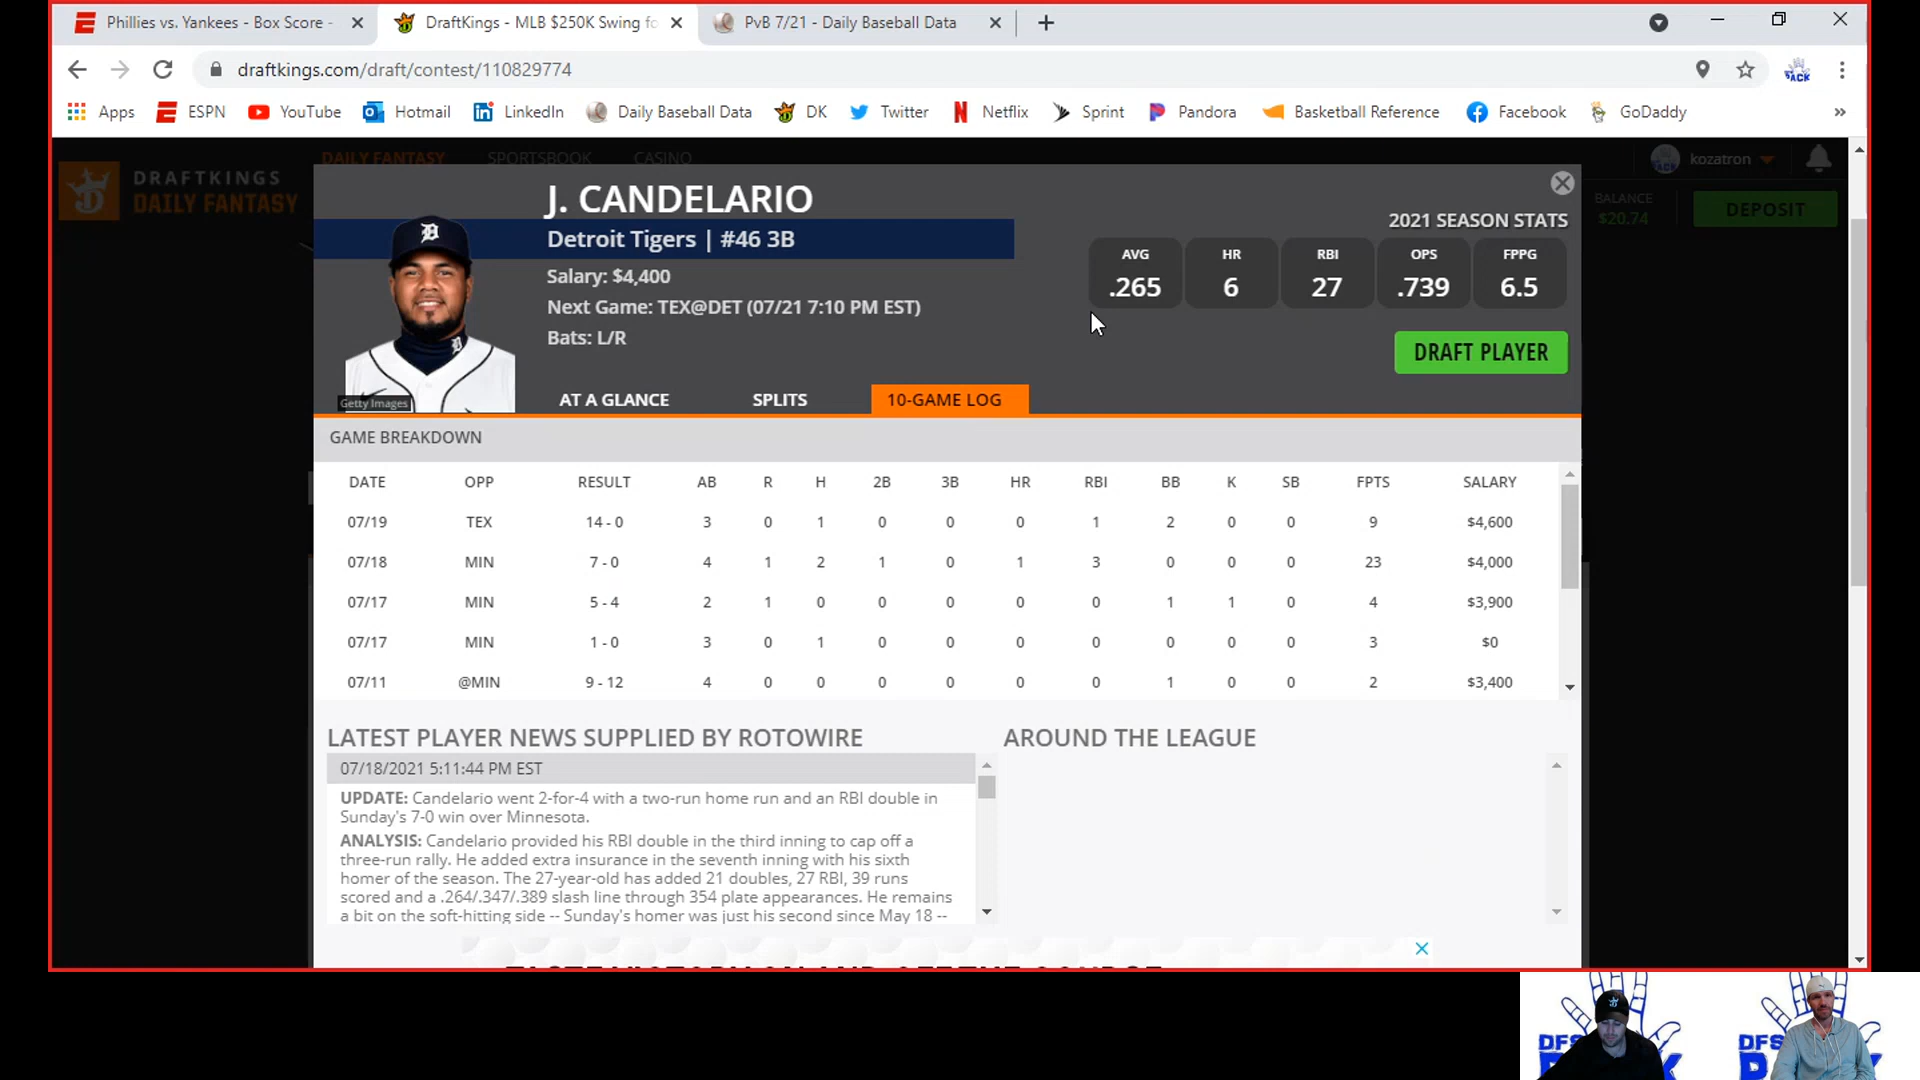 Phillies vs. Yankees - Box Score -
DraftKings - MLB $250K Swing fo
PvB 7/21 - Daily Baseball Data
draftkings.com/draft/contest/110829774
Apps ESPN YouTube Hotmail LinkedIn Daily Baseball Data DK Twitter Netflix Sprint Pandora Basketball Reference Facebook GoDaddy »
DAILY FANTASY SPORTSBOOK CASINO
DRAFTKINGS
DAILY FANTASY
kozatron
BALANCE
$20.74
DEPOSIT
J. CANDELARIO
Detroit Tigers | #46 3B
Salary: $4,400
Next Game: TEX@DET (07/21 7:10 PM EST)
Bats: L/R
Getty Images
2021 SEASON STATS
AVG HR RBI OPS FPPG
.265 6 27 .739 6.5
DRAFT PLAYER
AT A GLANCE SPLITS 10-GAME LOG
GAME BREAKDOWN
DATE OPP RESULT AB R H 2B 3B HR RBI BB K SB FPTS SALARY
07/19 TEX 14 - 0 3 0 1 0 0 0 1 2 0 0 9 $4,600
07/18 MIN 7 - 0 4 1 2 1 0 1 3 0 0 0 23 $4,000
07/17 MIN 5 - 4 2 1 0 0 0 0 0 1 1 0 4 $3,900
07/17 MIN 1 - 0 3 0 1 0 0 0 0 0 0 0 3 $0
07/11 @MIN 9 - 12 4 0 0 0 0 0 0 1 0 0 2 $3,400
LATEST PLAYER NEWS SUPPLIED BY ROTOWIRE
07/18/2021 5:11:44 PM EST
UPDATE: Candelario went 2-for-4 with a two-run home run and an RBI double in
Sunday's 7-0 win over Minnesota.
ANALYSIS: Candelario provided his RBI double in the third inning to cap off a
three-run rally. He added extra insurance in the seventh inning with his sixth
homer of the season. The 27-year-old has added 21 doubles, 27 RBI, 39 runs
scored and a .264/.347/.389 slash line through 354 plate appearances. He remains
a bit on the soft-hitting side -- Sunday's homer was just his second since May 18 --
AROUND THE LEAGUE
DFS
DFS